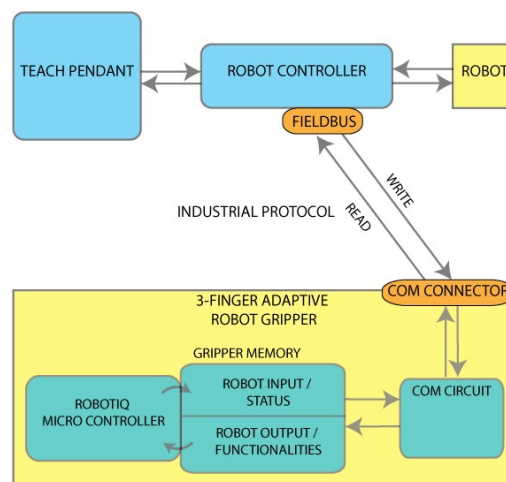 TEACH PENDANT
ROBOT CONTROLLER
ROBOT
FIELDBUS
INDUSTRIAL PROTOCOL
READ
WRITE
COM CONNECTOR
3-FINGER ADAPTIVE
ROBOT GRIPPER
GRIPPER MEMORY
ROBOTIQ
MICRO CONTROLLER
ROBOT INPUT /
STATUS
ROBOT OUTPUT /
FUNCTIONALITIES
COM CIRCUIT